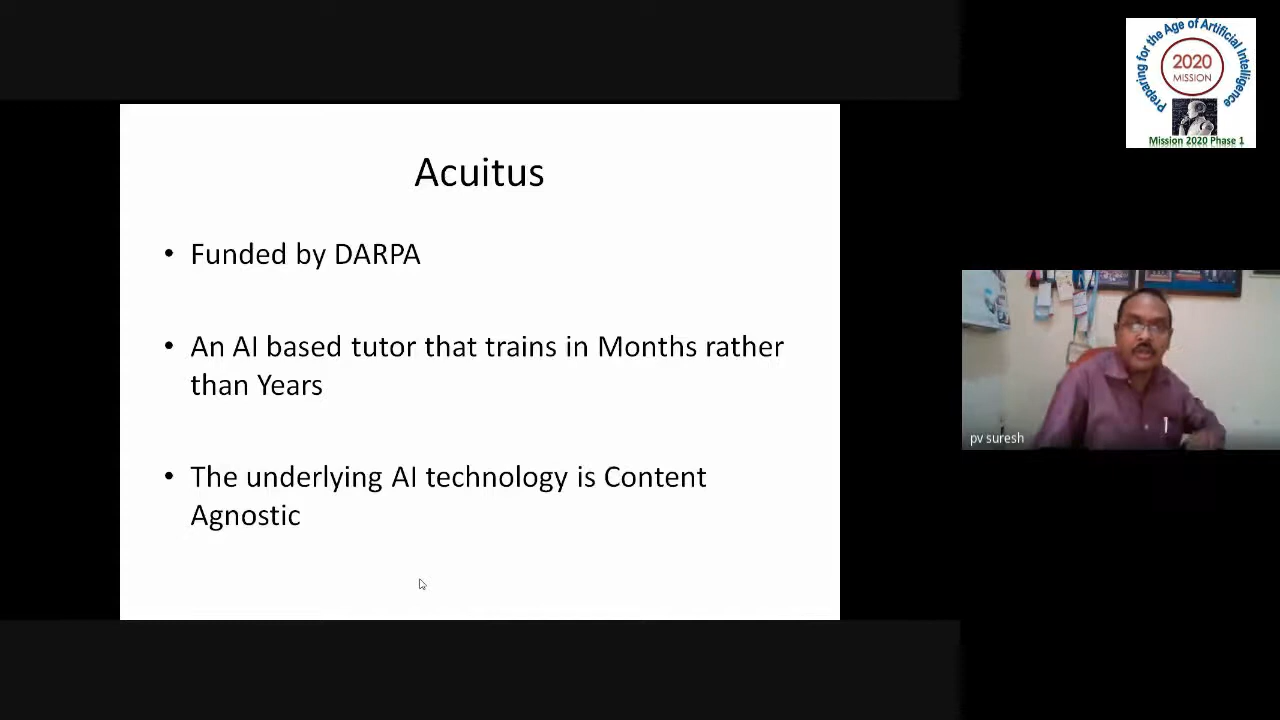 Preparing for the Age of Artificial Intelligence
2020
MISSION
Mission 2020 Phase 1
Acuitus
• Funded by DARPA
• An AI based tutor that trains in Months rather
than Years
• The underlying AI technology is Content
Agnostic
pv suresh